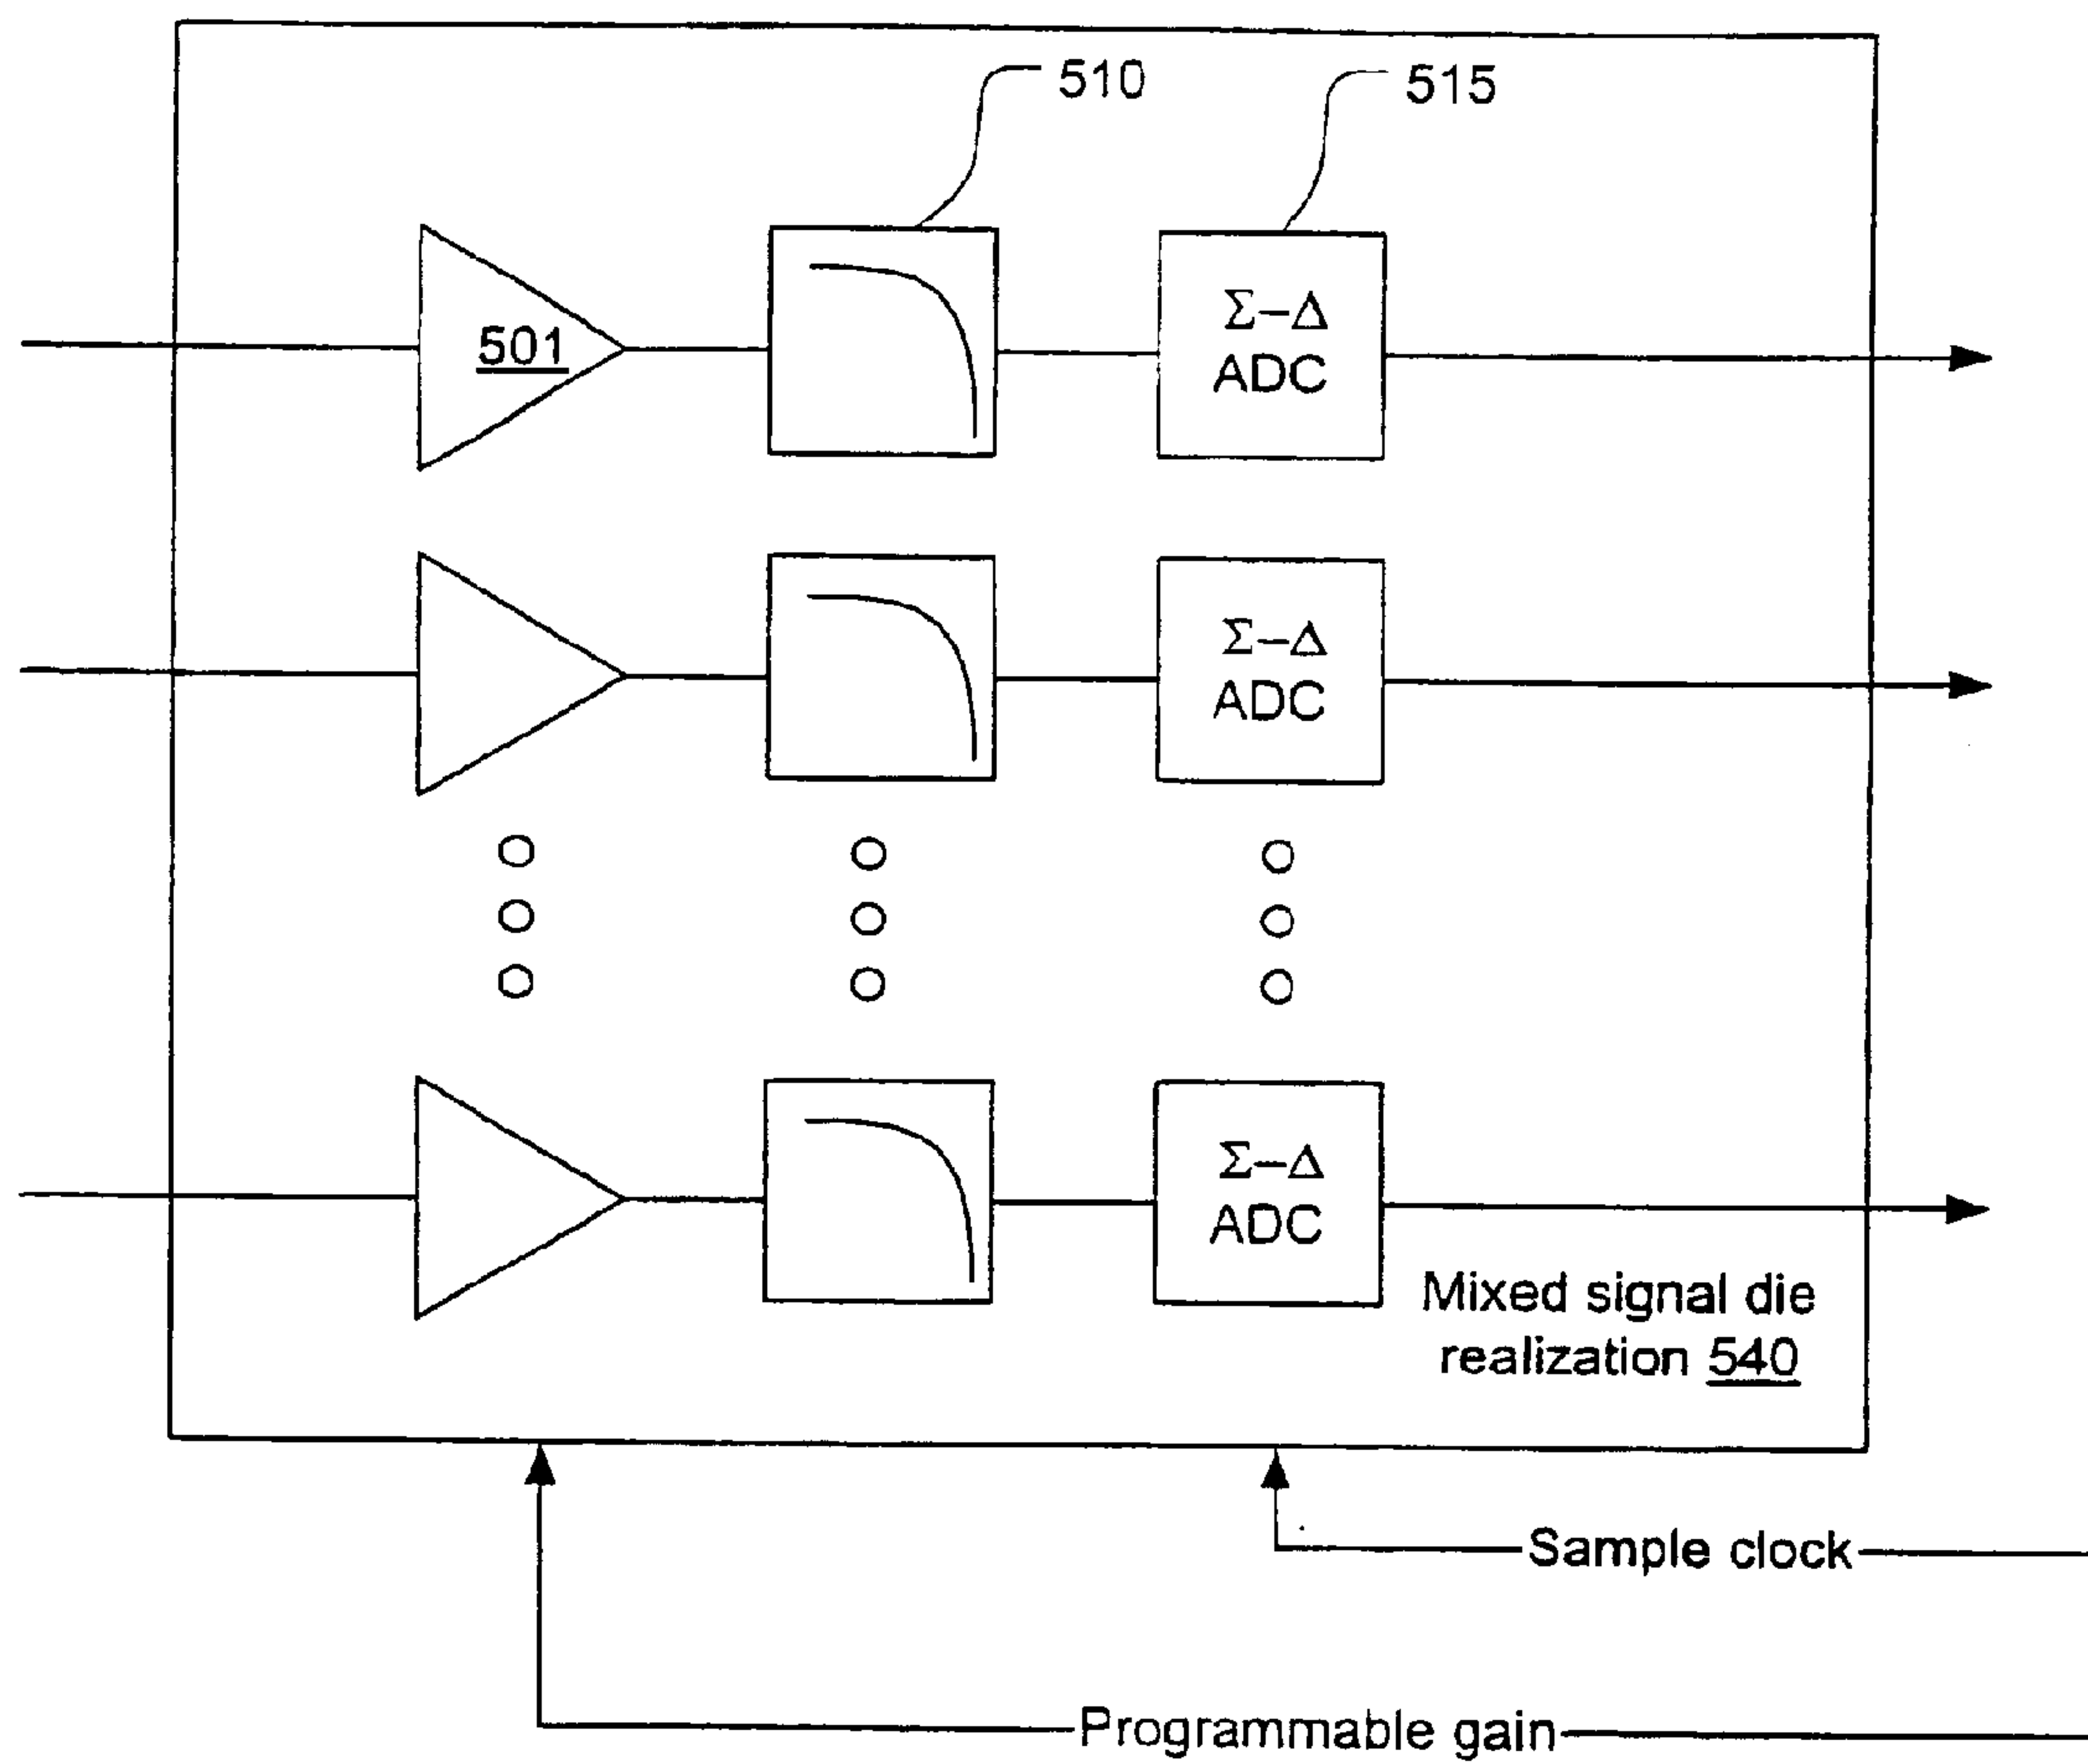 510
515
501
Σ–Δ
ADC
Σ–Δ
ADC
Σ–Δ
ADC
Mixed signal die
realization 540
Sample clock
Programmable gain